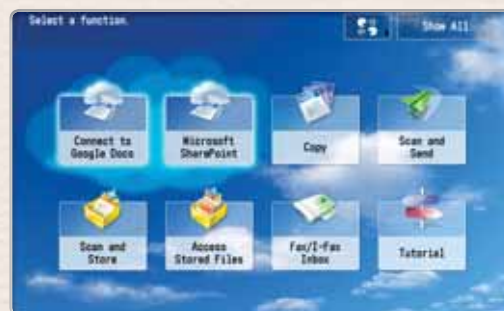 Select a function.
Show All
Connect to
Google Docs
Microsoft
SharePoint
Copy
Scan and
Send
Scan and
Store
Access
Stored Files
Fax/I-Fax
Inbox
Tutorial